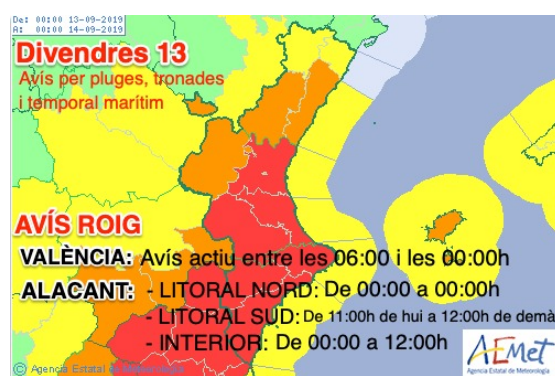 De: 00:00 13-09-2019
A: 00:00 14-09-2019
Divendres 13
Avís per pluges, tronades
i temporal marítim
AVÍS ROIG
VALÈNCIA: Avís actiu entre les 06:00 i les 00:00h
ALACANT: - LITORAL NORD: De 00:00 a 00:00h
- LITORAL SUD: De 11:00h de hui a 12:00h de demà
- INTERIOR: De 00:00 a 12:00h
© Agencia Estatal de Meteorología
AEMet
Agencia Estatal de Meteorología